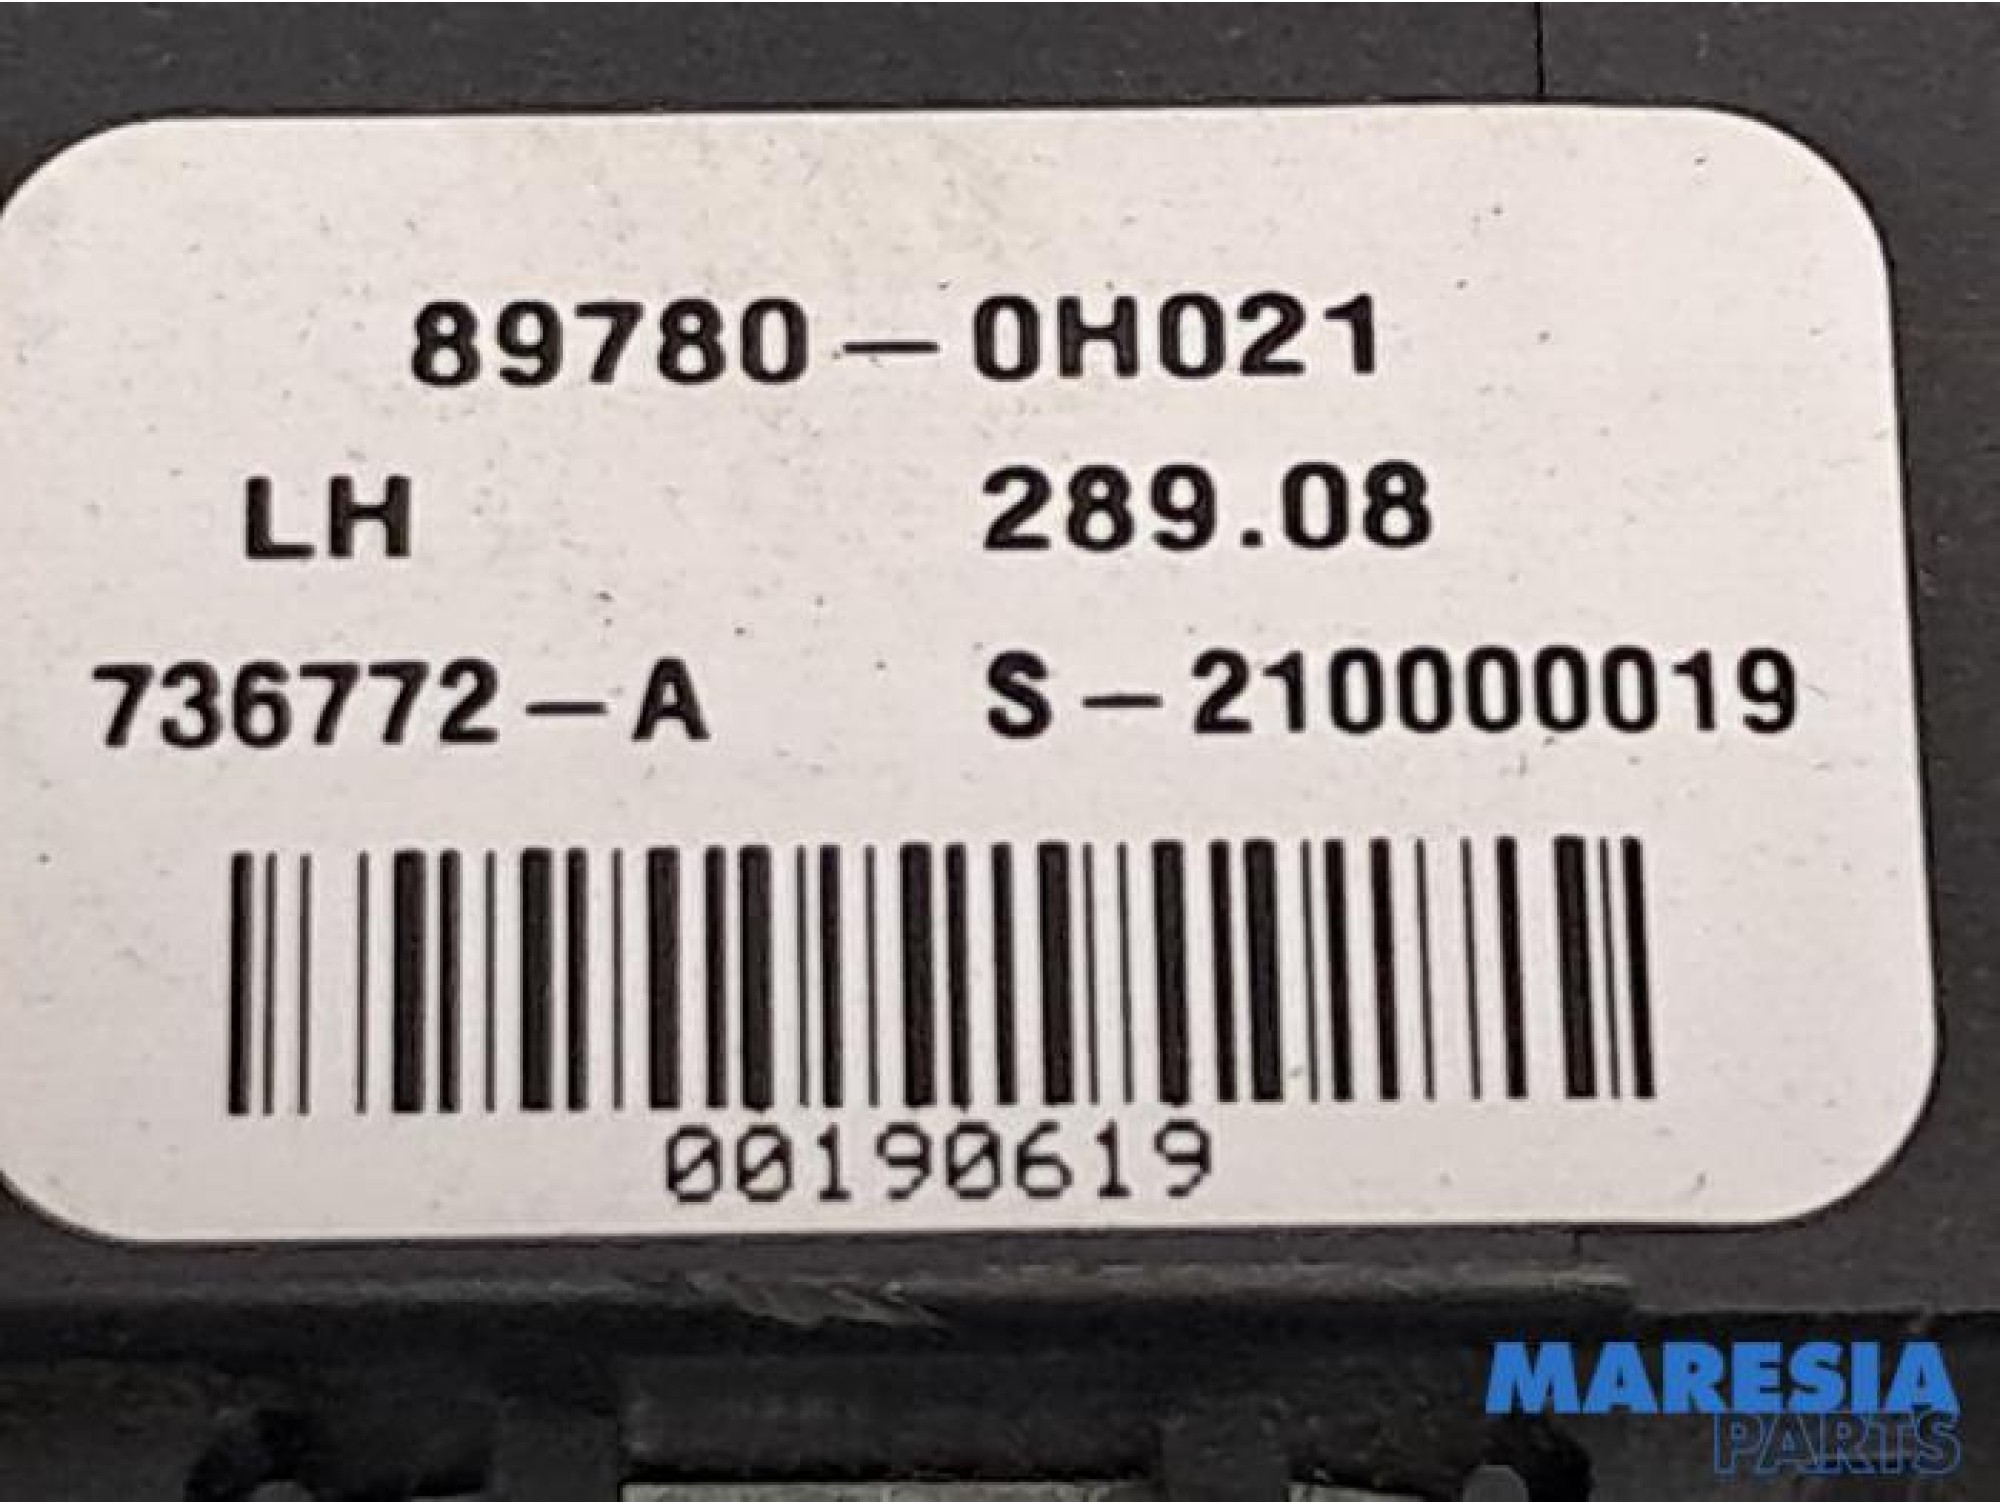 89780-0H021
LH 289.08
736772-A S-210000019
00190619
MARESIA
PARTS